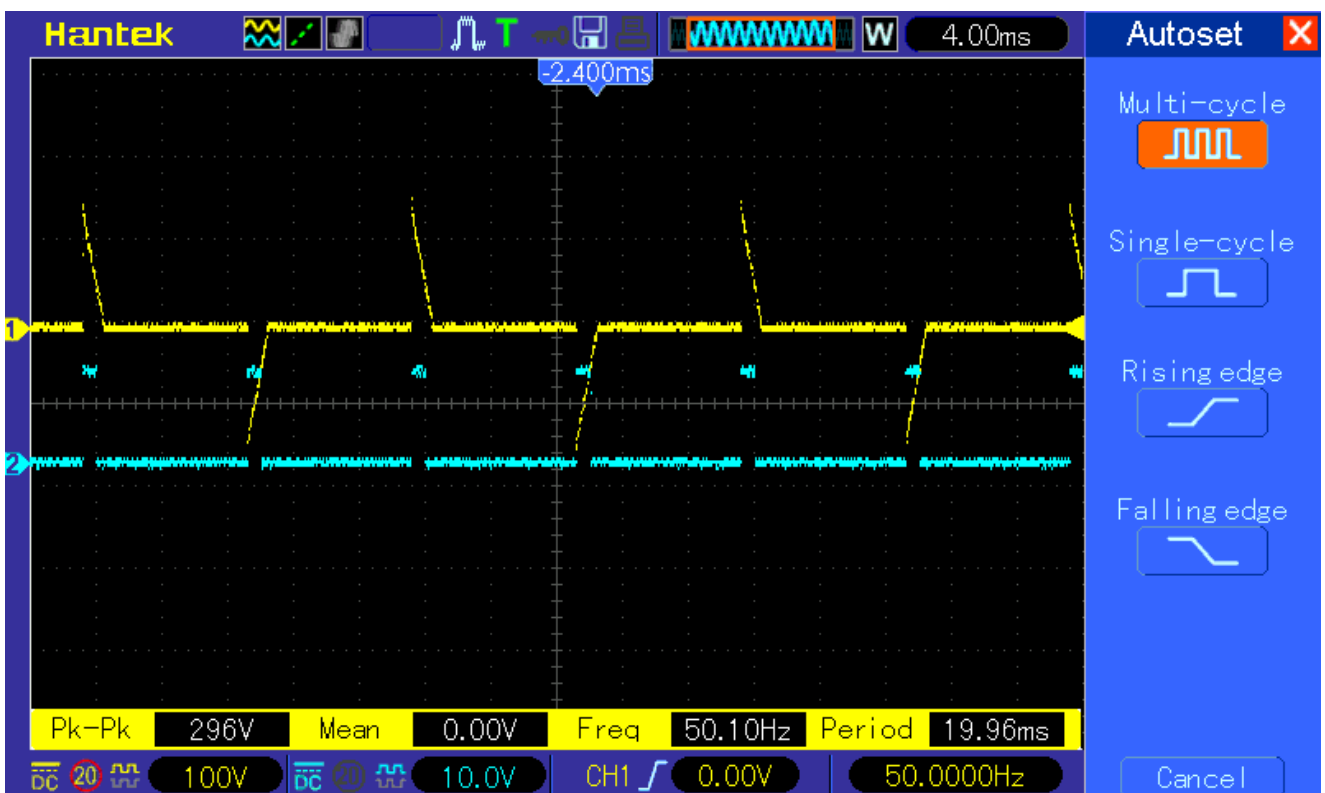 Hantek T W 4.00ms Autoset
-2.400ms
Multi-cycle
Single-cycle
1
Rising edge
2
Falling edge
Pk-Pk 296V Mean 0.00V Freq 50.10Hz Period 19.96ms
DC 20 100V DC 20 10.0V CH1 0.00V 50.0000Hz Cancel